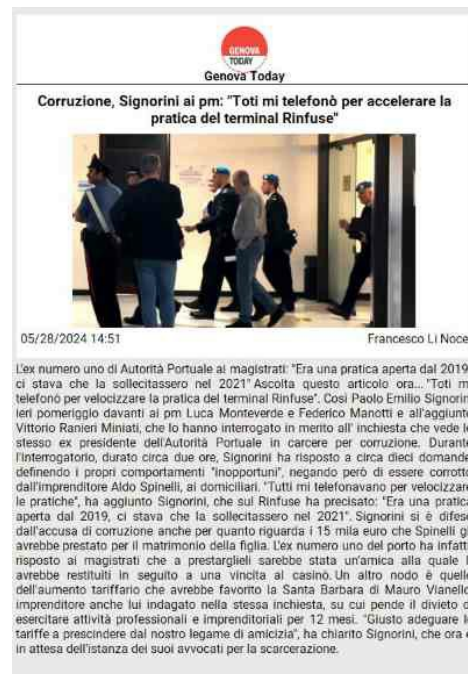 GENOVA
TODAY
Genova Today
Corruzione, Signorini ai pm: "Toti mi telefonò per accelerare la
pratica del terminal Rinfuse"
05/28/2024 14:51
Francesco Li Noce
L'ex numero uno di Autorità Portuale ai magistrati: "Era una pratica aperta dal 2019,
ci stava che la sollecitassero nel 2021" Ascolta questo articolo ora... "Toti mi
telefonò per velocizzare la pratica del terminal Rinfuse". Così Paolo Emilio Signorin
ieri pomeriggio davanti ai pm Luca Monteverde e Federico Manotti e all'aggiunto
Vittorio Ranieri Miniati, che lo hanno interrogato in merito all' inchiesta che vede lo
stesso ex presidente dell'Autorità Portuale in carcere per corruzione. Durante
l'interrogatorio, durato circa due ore, Signorini ha risposto a circa dieci domande,
definendo i propri comportamenti "inopportuni", negando però di essere corrotto
dall'imprenditore Aldo Spinelli, ai domiciliari. "Tutti mi telefonavano per velocizzare
le pratiche", ha aggiunto Signorini, che sul Rinfuse ha precisato: "Era una pratica
aperta dal 2019, ci stava che la sollecitassero nel 2021". Signorini si è difeso
dall'accusa di corruzione anche per quanto riguarda i 15 mila euro che Spinelli gli
avrebbe prestato per il matrimonio della figlia. L'ex numero uno del porto ha infatti
risposto ai magistrati che a prestarglieli sarebbe stata un'amica alla quale li
avrebbe restituiti in seguito a una vincita al casinò. Un altro nodo è quello
dell'aumento tariffario che avrebbe favorito la Santa Barbara di Mauro Vianello,
imprenditore anche lui indagato nella stessa inchiesta, su cui pende il divieto di
esercitare attività professionali e imprenditoriali per 12 mesi. "Giusto adeguare le
tariffe a prescindere dal nostro legame di amicizia", ha chiarito Signorini, che ora è
in attesa dell'istanza dei suoi avvocati per la scarcerazione.